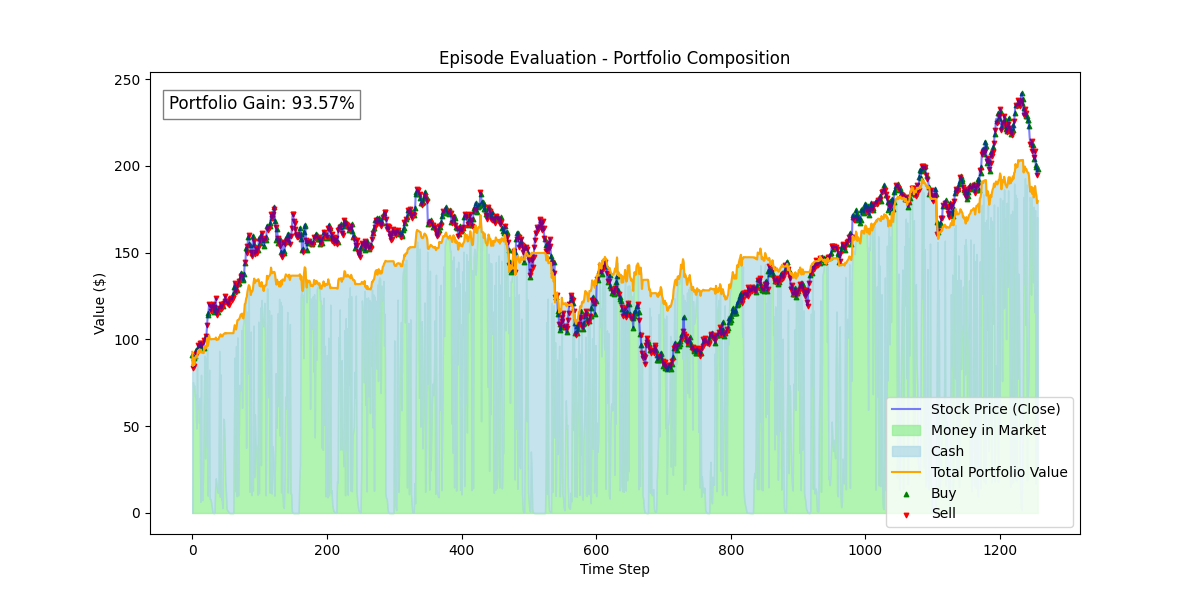 Episode Evaluation - Portfolio Composition
Portfolio Gain: 93.57%
Value ($)
250
200
150
100
50
0
0 200 400 600 800 1000 1200
Time Step
Stock Price (Close)
Money in Market
Cash
Total Portfolio Value
Buy
Sell